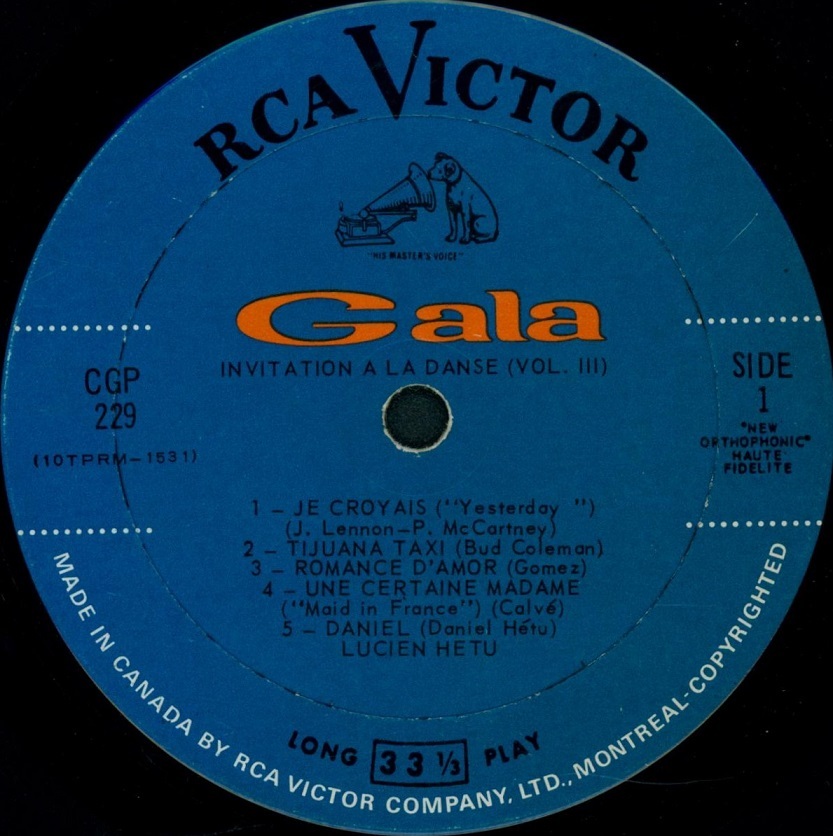 RCA VICTOR
"HIS MASTER'S VOICE"
Gala
INVITATION A LA DANSE (VOL. III)
CGP
229
(10TPRM-1531)
SIDE
1
"NEW
ORTHOPHONIC"
HAUTE
FIDELITE
1 – JE CROYAIS ("Yesterday ")
(J. Lennon–P. McCartney)
2 – TIJUANA TAXI (Bud Coleman)
3 – ROMANCE D'AMOR (Gomez)
4 – UNE CERTAINE MADAME
("Maid in France") (Calvé)
5 – DANIEL (Daniel Hétu)
LUCIEN HETU
LONG 33 1/3 PLAY
MADE IN CANADA BY RCA VICTOR COMPANY, LTD., MONTREAL-COPYRIGHTED